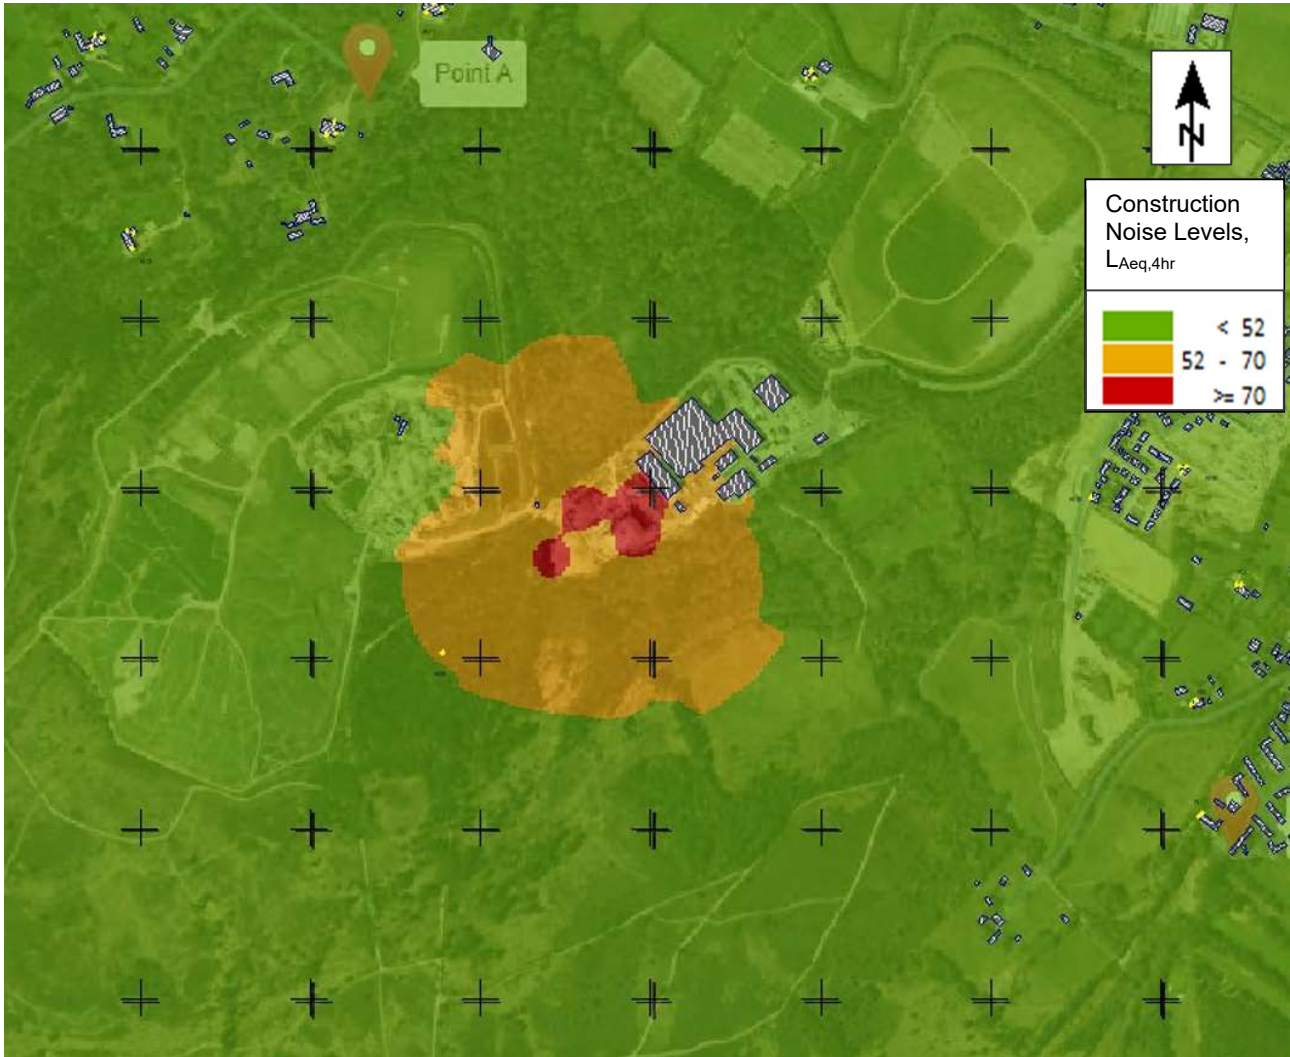 Point A
N
Construction
Noise Levels,
LAeq,4hr
< 52
52 - 70
>= 70